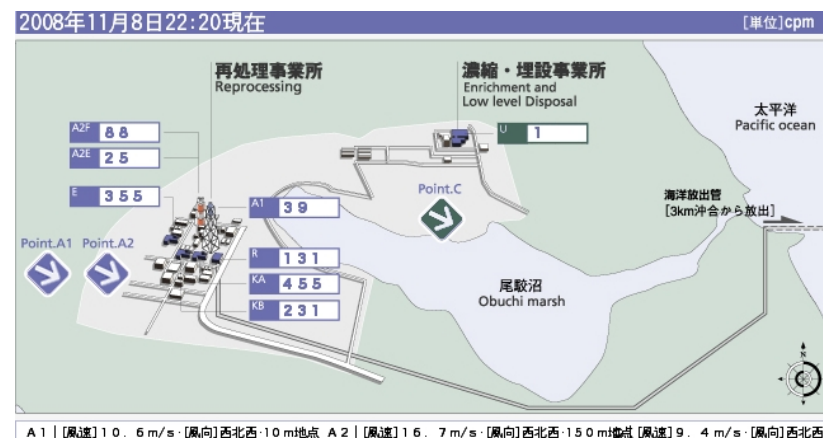 2008年11月8日22:20現在
[単位]cpm
再処理事業所
Reprocessing
濃縮・埋設事業所
Enrichment and
Low level Disposal
太平洋
Pacific ocean
A2F 88
A2E 25
E 355
U 1
A1 39
Point.C
海洋放出管
[3km沖合から放出]
Point.A1 Point.A2
R 131
KA 455
KB 231
尾駮沼
Obuchi marsh
N
A1 | [風速]10.6m/s・[風向]西北西・10m地点 A2 | [風速]16.7m/s・[風向]西北西・150m地点 [風速]9.4m/s・[風向]西北西